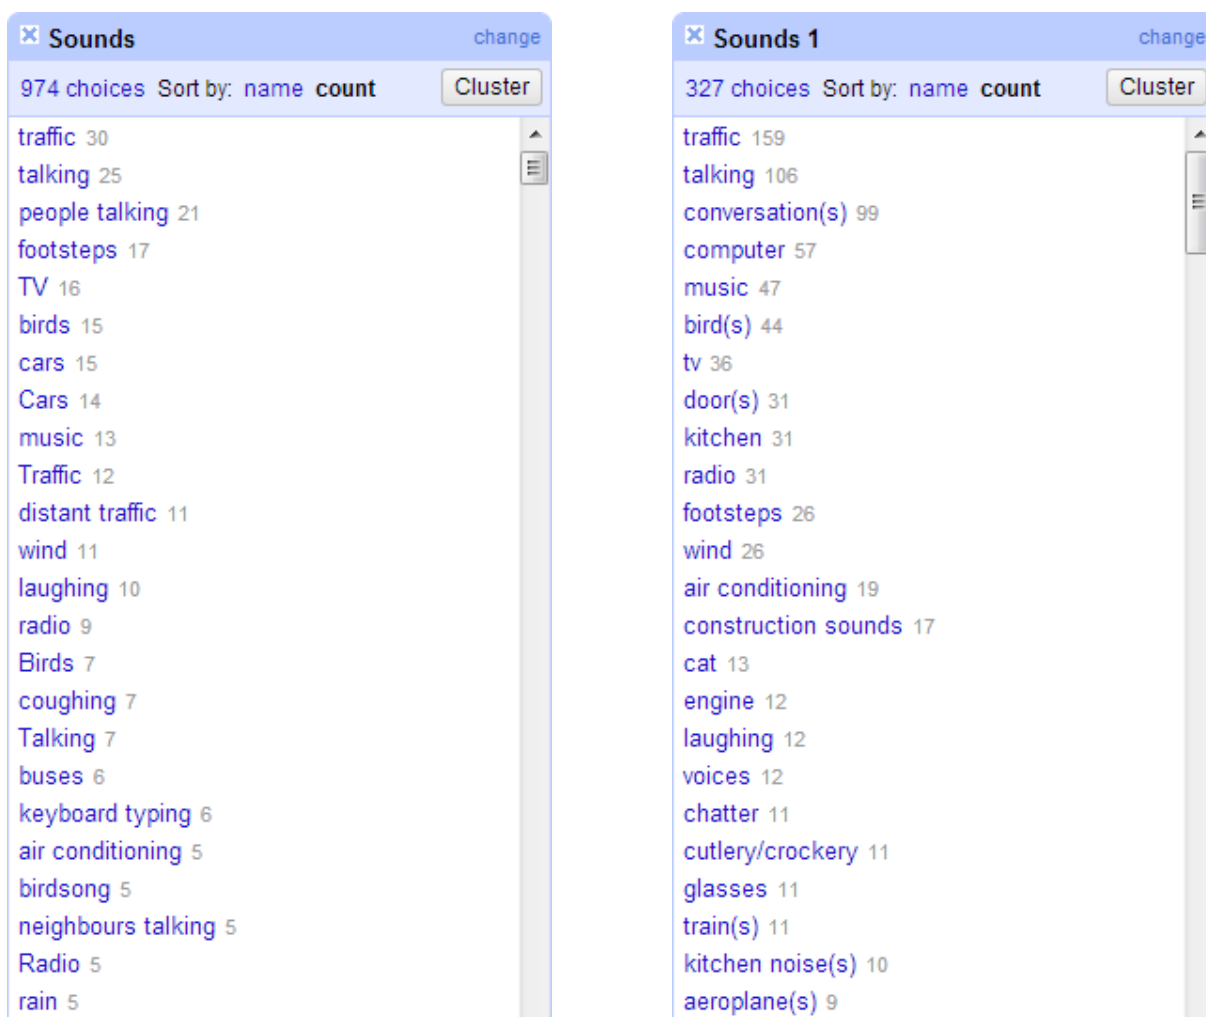 Sounds change
974 choices Sort by: name count Cluster
traffic 30
talking 25
people talking 21
footsteps 17
TV 16
birds 15
cars 15
Cars 14
music 13
Traffic 12
distant traffic 11
wind 11
laughing 10
radio 9
Birds 7
coughing 7
Talking 7
buses 6
keyboard typing 6
air conditioning 5
birdsong 5
neighbours talking 5
Radio 5
rain 5
Sounds 1 change
327 choices Sort by: name count Cluster
traffic 159
talking 106
conversation(s) 99
computer 57
music 47
bird(s) 44
tv 36
door(s) 31
kitchen 31
radio 31
footsteps 26
wind 26
air conditioning 19
construction sounds 17
cat 13
engine 12
laughing 12
voices 12
chatter 11
cutlery/crockery 11
glasses 11
train(s) 11
kitchen noise(s) 10
aeroplane(s) 9